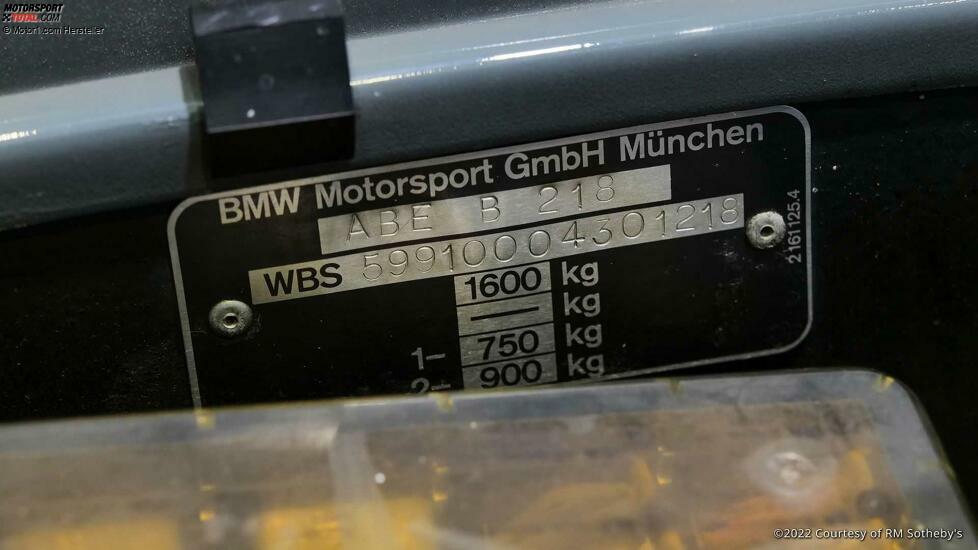 MOTORSPORT
TOTAL.COM
© Motor1.com Hersteller
BMW Motorsport GmbH München
ABE B 218
WBS 59910004301218
1600 kg
— kg
1– 750 kg
2– 900 kg
2161125.4
©2022 Courtesy of RM Sotheby's